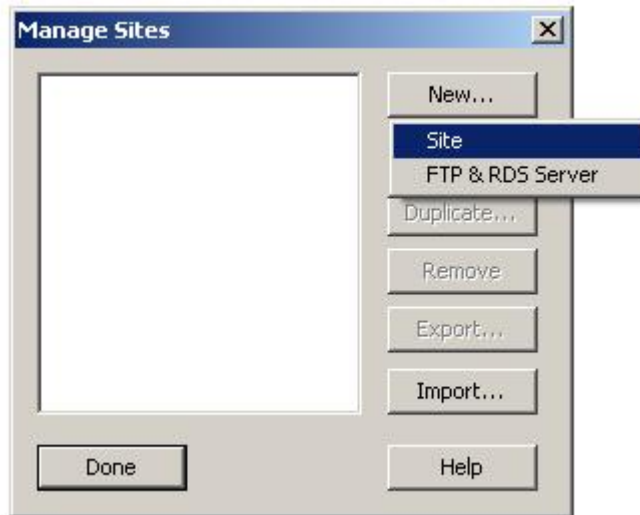 Manage Sites
New...
Site
FTP & RDS Server
Duplicate...
Remove
Export...
Import...
Done
Help